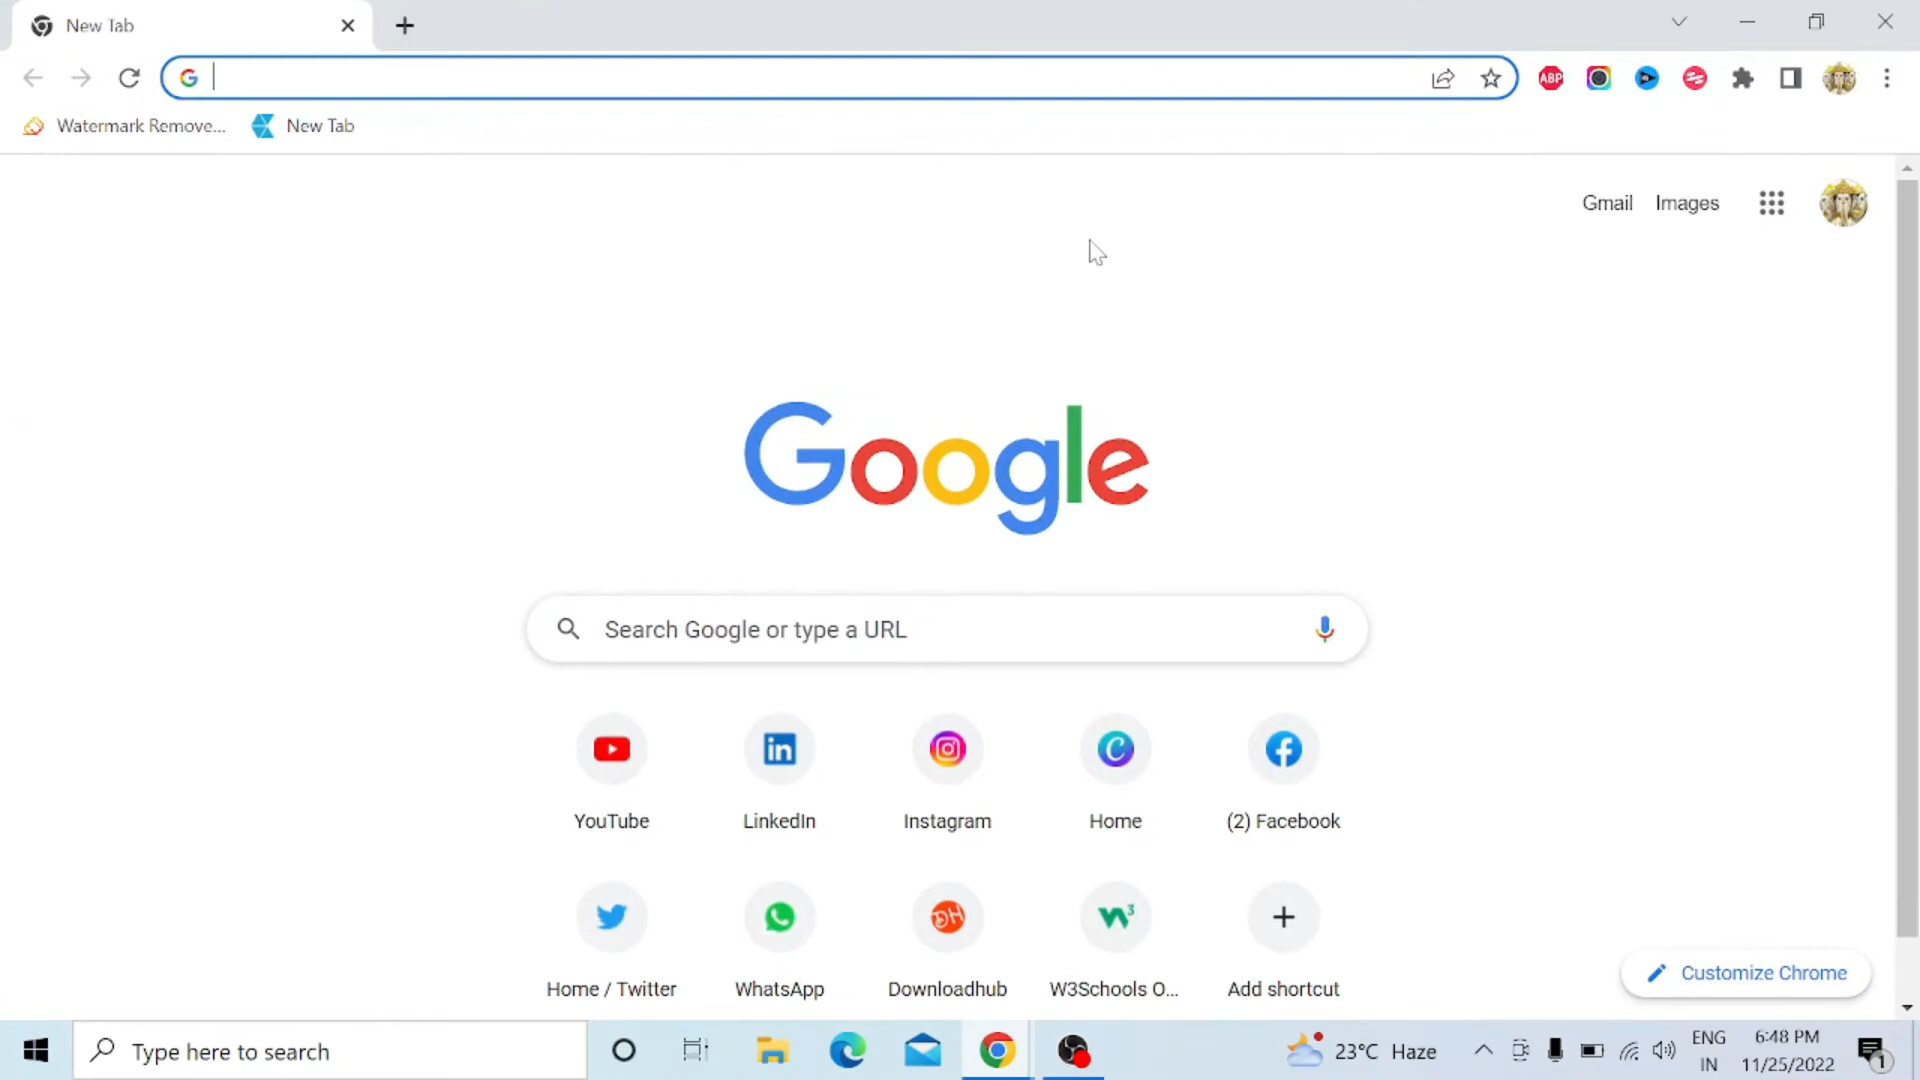 New Tab
Watermark Remove...
New Tab
ABP
Gmail Images
Google
Search Google or type a URL
YouTube
LinkedIn
Instagram
Home
(2) Facebook
Home / Twitter
WhatsApp
Downloadhub
W3Schools O...
Add shortcut
Customize Chrome
Type here to search
23°C Haze
ENG
IN
6:48 PM
11/25/2022
1